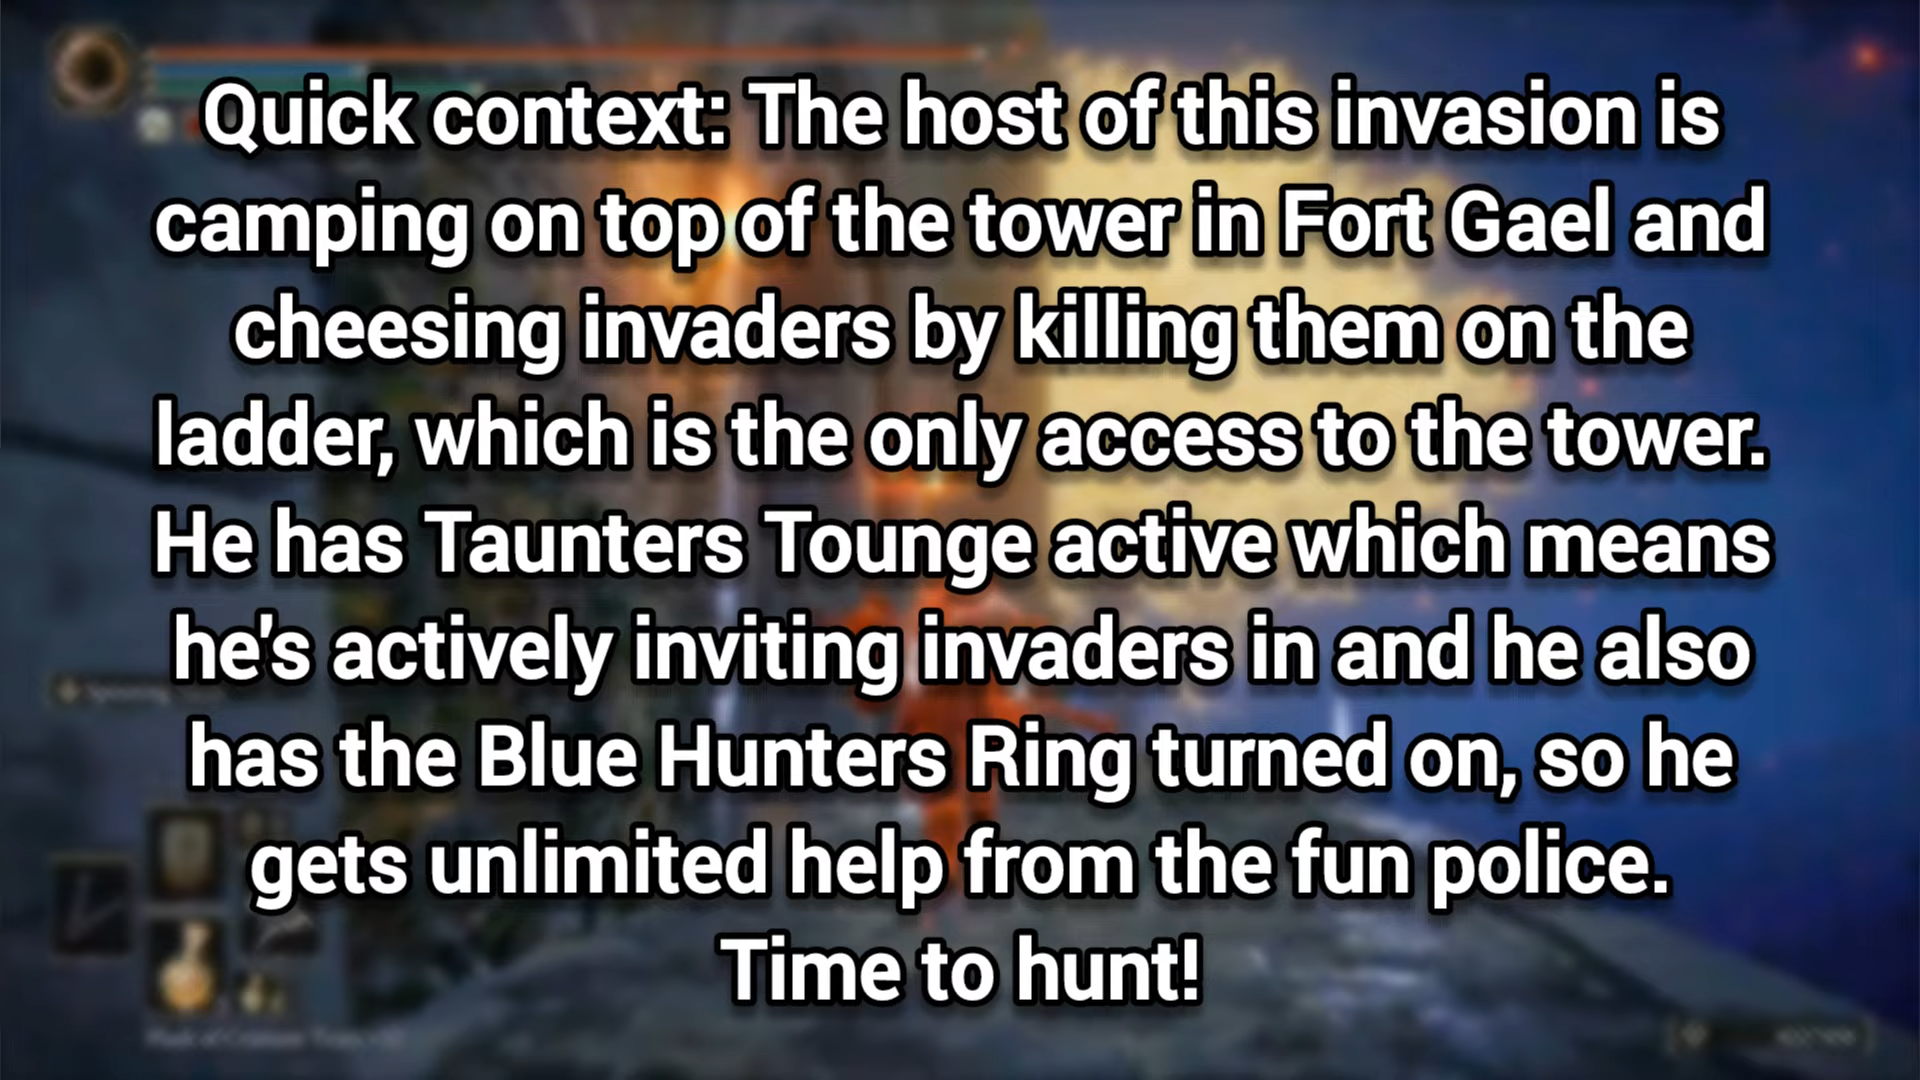 Quick context: The host of this invasion is
camping on top of the tower in Fort Gael and
cheesing invaders by killing them on the
ladder, which is the only access to the tower.
He has Taunters Tounge active which means
he's actively inviting invaders in and he also
has the Blue Hunters Ring turned on, so he
gets unlimited help from the fun police.
Time to hunt!